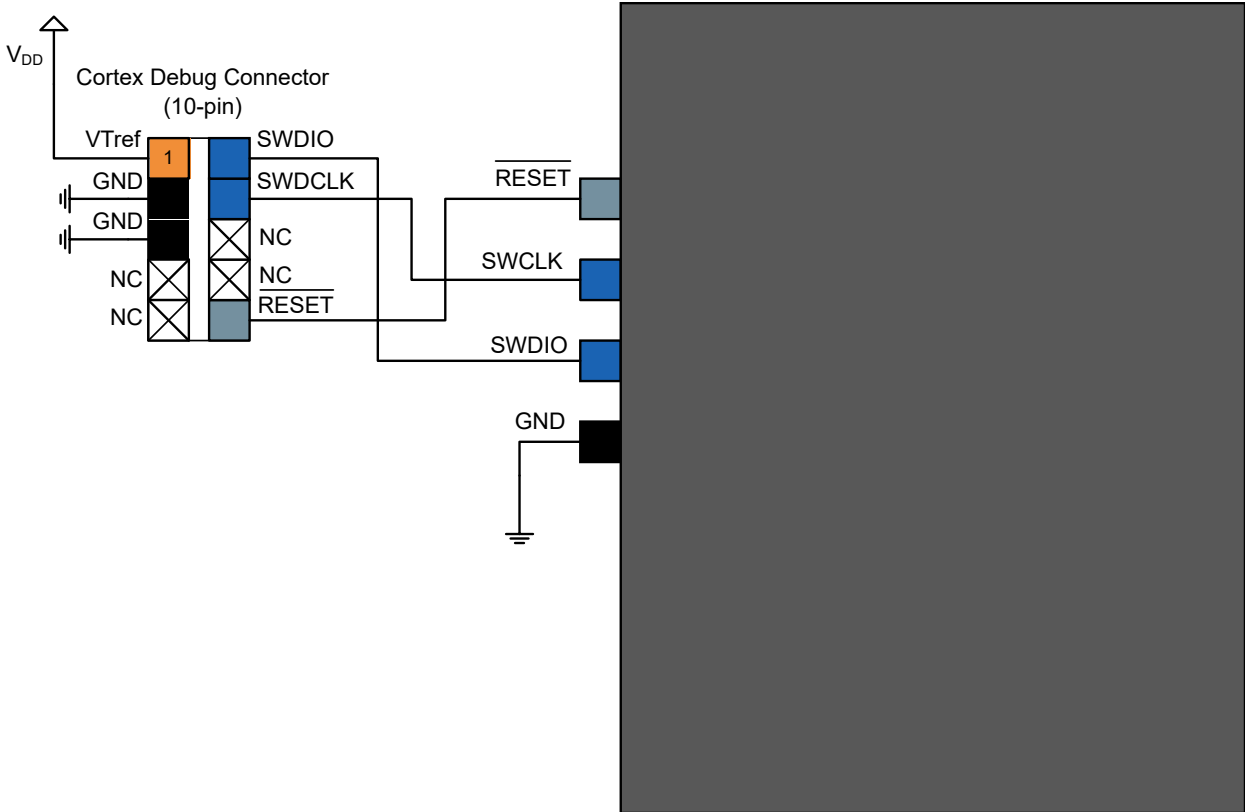 VDD
Cortex Debug Connector
(10-pin)
VTref
1
SWDIO
GND
SWDCLK
GND
NC
NC
NC
NC
RESET
RESET
SWCLK
SWDIO
GND